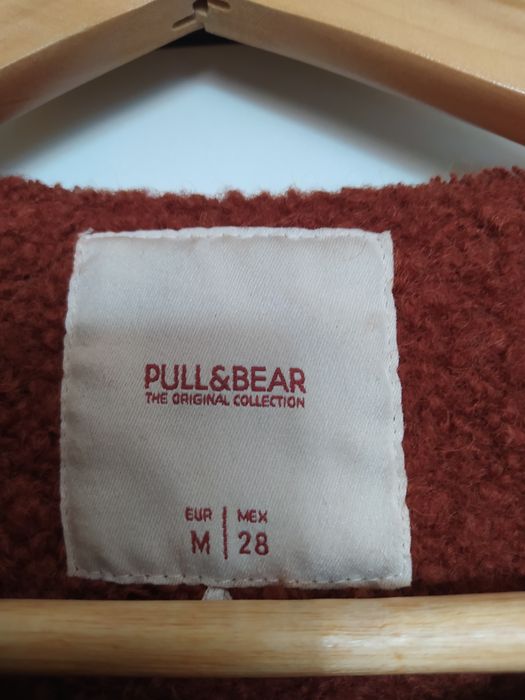 PULL&BEAR
THE ORIGINAL COLLECTION
EUR | MEX
M | 28